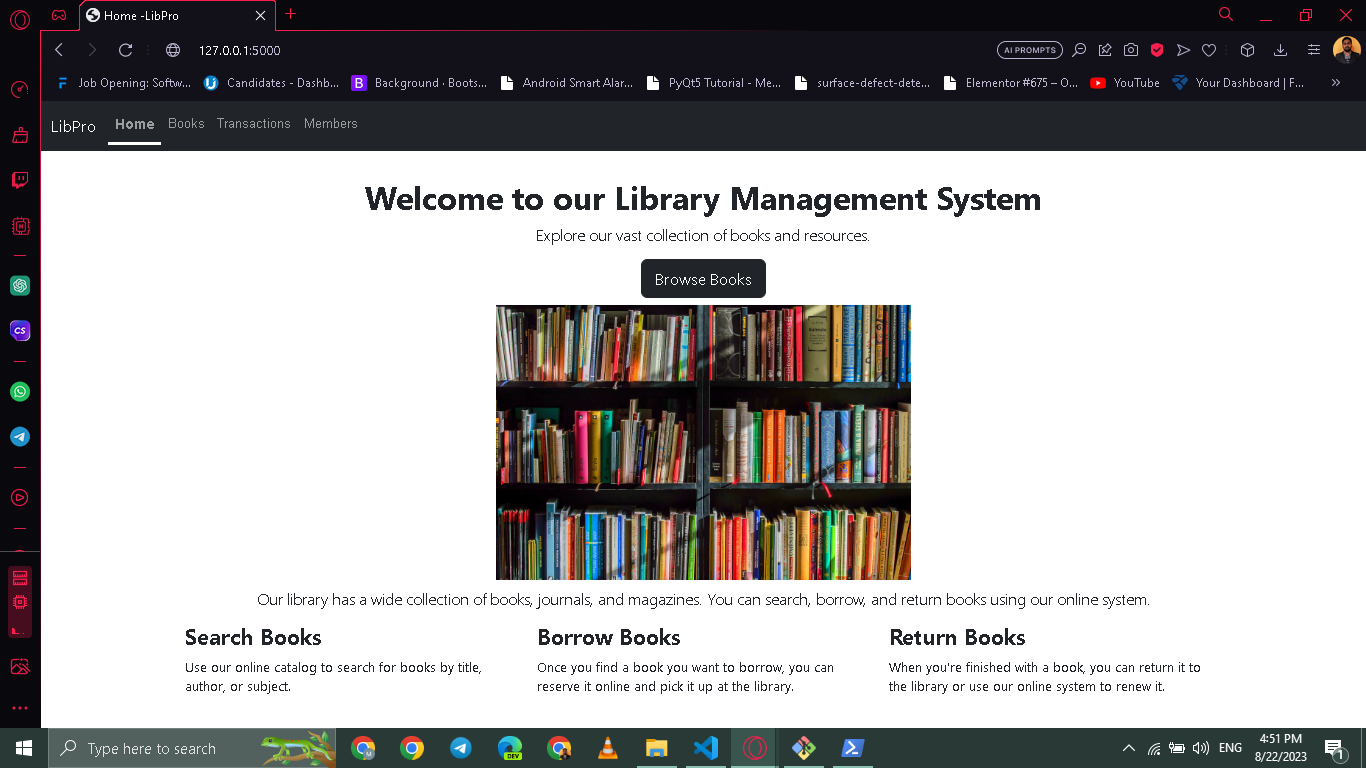 Home -LibPro
127.0.0.1:5000
AI PROMPTS
Job Opening: Softw...
Candidates - Dashb...
Background · Boots...
Android Smart Alar...
PyQt5 Tutorial - Me...
surface-defect-dete...
Elementor #675 – O...
YouTube
Your Dashboard | F...
LibPro
Home
Books
Transactions
Members
Welcome to our Library Management System
Explore our vast collection of books and resources.
Browse Books
Our library has a wide collection of books, journals, and magazines. You can search, borrow, and return books using our online system.
Search Books
Use our online catalog to search for books by title,
author, or subject.
Borrow Books
Once you find a book you want to borrow, you can
reserve it online and pick it up at the library.
Return Books
When you're finished with a book, you can return it to
the library or use our online system to renew it.
CS
Type here to search
DEV
ENG
4:51 PM
8/22/2023
1